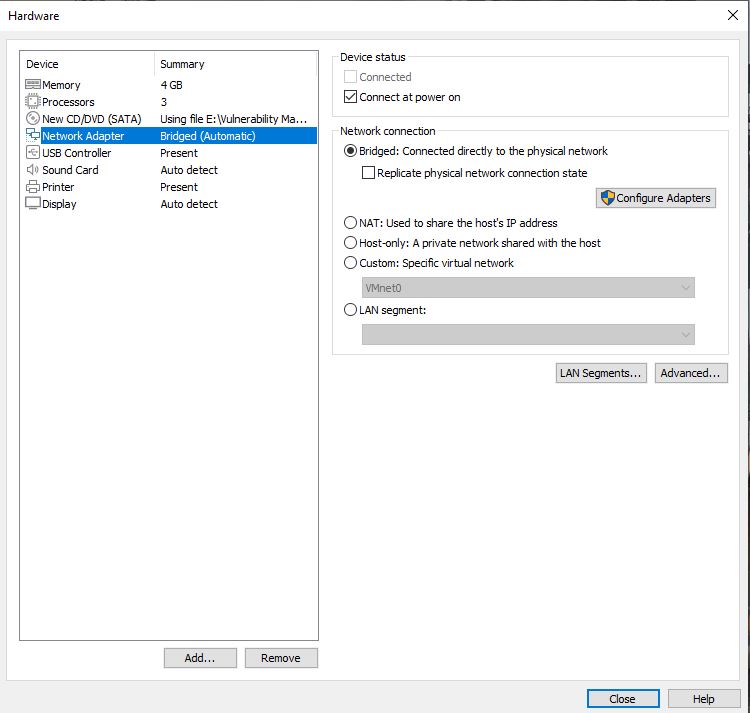 Hardware
Device Summary
Memory 4 GB
Processors 3
New CD/DVD (SATA) Using file E:\Vulnerability Ma...
Network Adapter Bridged (Automatic)
USB Controller Present
Sound Card Auto detect
Printer Present
Display Auto detect
Add... Remove
Device status
Connected
Connect at power on
Network connection
Bridged: Connected directly to the physical network
Replicate physical network connection state
Configure Adapters
NAT: Used to share the host's IP address
Host-only: A private network shared with the host
Custom: Specific virtual network
VMnet0
LAN segment:
LAN Segments... Advanced...
Close Help